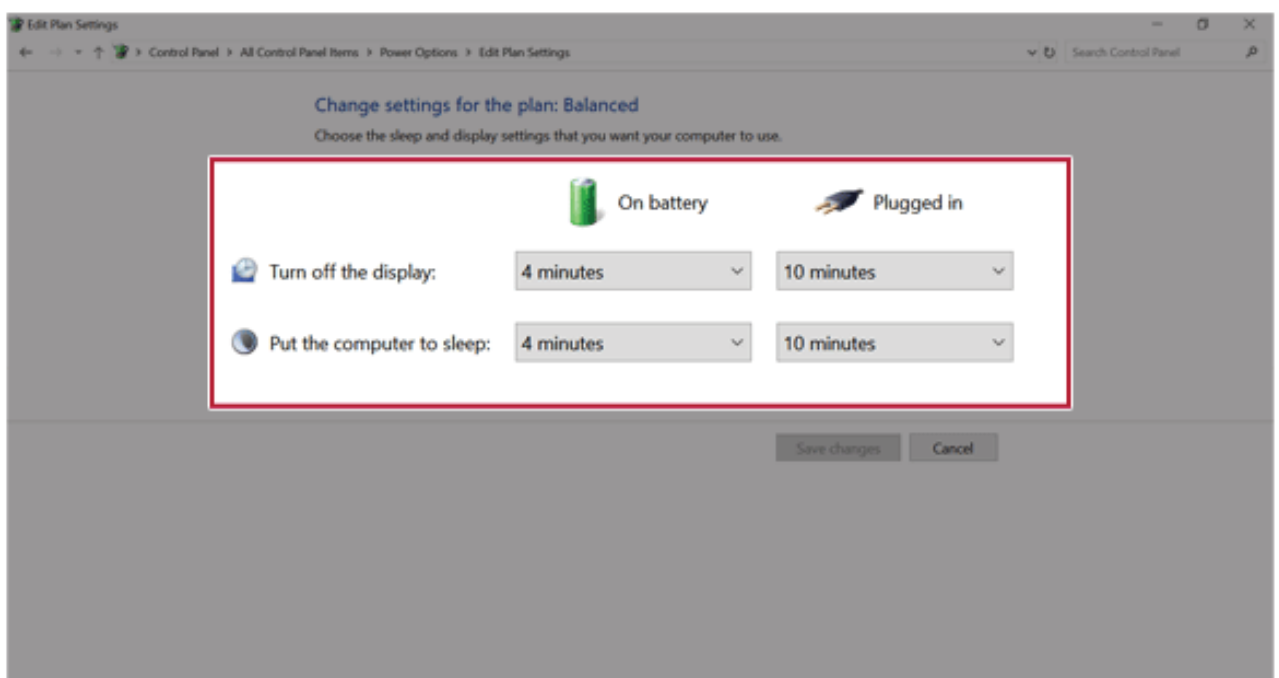 Edit Plan Settings
Control Panel > All Control Panel Items > Power Options > Edit Plan Settings
Search Control Panel
Change settings for the plan: Balanced
Choose the sleep and display settings that you want your computer to use.
On battery Plugged in
Turn off the display: 4 minutes 10 minutes
Put the computer to sleep: 4 minutes 10 minutes
Save changes Cancel